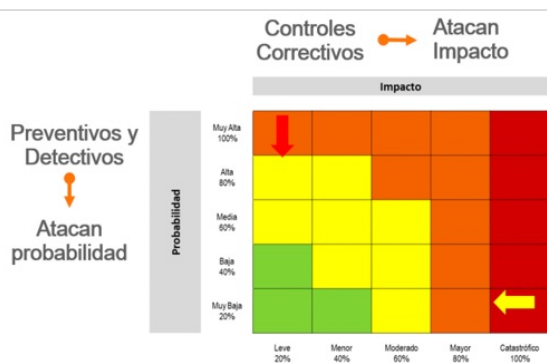 Controles
Correctivos
Atacan
Impacto
Impacto
Preventivos y
Detectivos
Atacan
probabilidad
Probabilidad
Muy Alta
100%
Alta
80%
Media
60%
Baja
40%
Muy Baja
20%
Leve
20%
Menor
40%
Moderado
60%
Mayor
80%
Catastrófico
100%